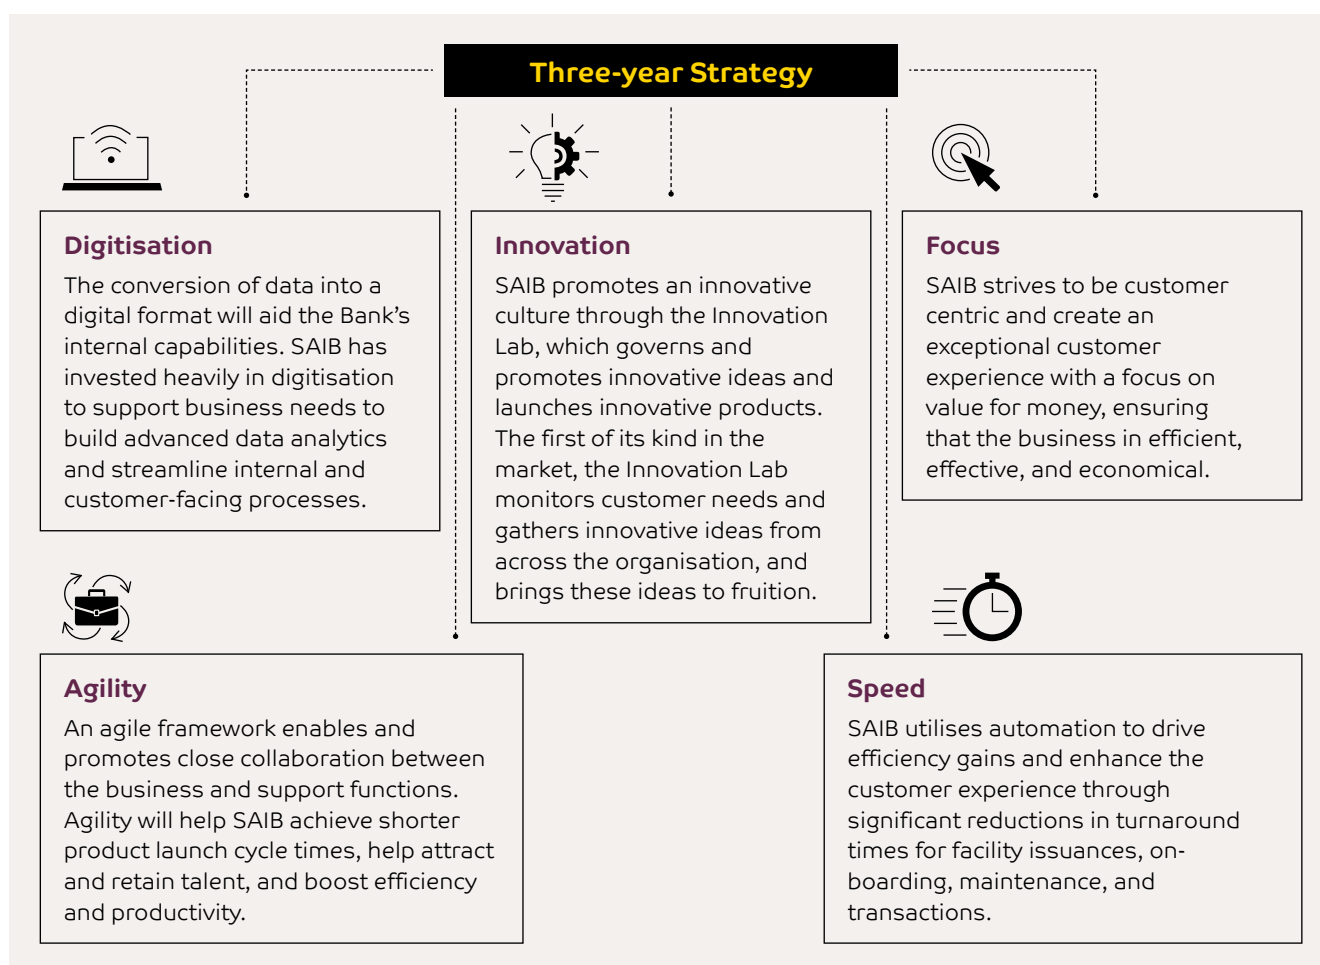 Three-year Strategy
Digitisation
The conversion of data into a
digital format will aid the Bank’s
internal capabilities. SAIB has
invested heavily in digitisation
to support business needs to
build advanced data analytics
and streamline internal and
customer-facing processes.
Innovation
SAIB promotes an innovative
culture through the Innovation
Lab, which governs and
promotes innovative ideas and
launches innovative products.
The first of its kind in the
market, the Innovation Lab
monitors customer needs and
gathers innovative ideas from
across the organisation, and
brings these ideas to fruition.
Focus
SAIB strives to be customer
centric and create an
exceptional customer
experience with a focus on
value for money, ensuring
that the business in efficient,
effective, and economical.
Agility
An agile framework enables and
promotes close collaboration between
the business and support functions.
Agility will help SAIB achieve shorter
product launch cycle times, help attract
and retain talent, and boost efficiency
and productivity.
Speed
SAIB utilises automation to drive
efficiency gains and enhance the
customer experience through
significant reductions in turnaround
times for facility issuances, on-
boarding, maintenance, and
transactions.